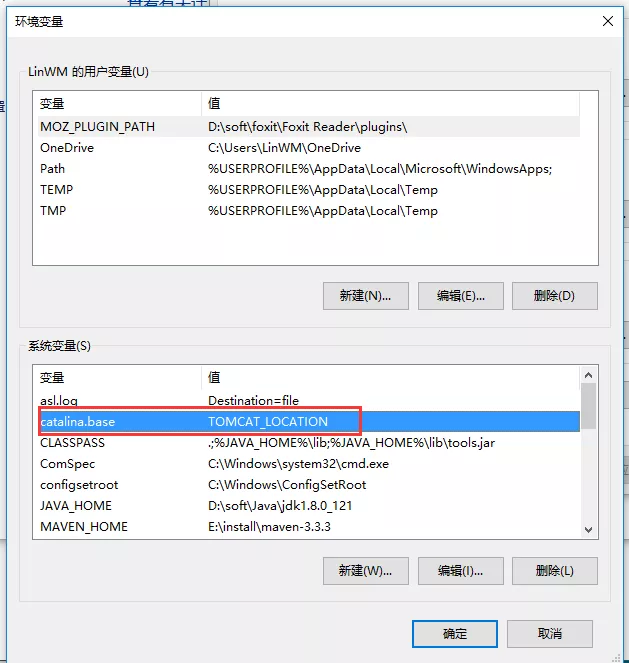 查看有关计
环境变量
LinWM 的用户变量(U)
变量 值
MOZ_PLUGIN_PATH D:\soft\foxit\Foxit Reader\plugins\
OneDrive C:\Users\LinWM\OneDrive
Path %USERPROFILE%\AppData\Local\Microsoft\WindowsApps;
TEMP %USERPROFILE%\AppData\Local\Temp
TMP %USERPROFILE%\AppData\Local\Temp
新建(N)... 编辑(E)... 删除(D)
系统变量(S)
变量 值
asl.log Destination=file
catalina.base TOMCAT_LOCATION
CLASSPASS .;%JAVA_HOME%\lib;%JAVA_HOME%\lib\tools.jar
ComSpec C:\Windows\system32\cmd.exe
configsetroot C:\Windows\ConfigSetRoot
JAVA_HOME D:\soft\Java\jdk1.8.0_121
MAVEN_HOME E:\install\maven-3.3.3
新建(W)... 编辑(I)... 删除(L)
确定 取消